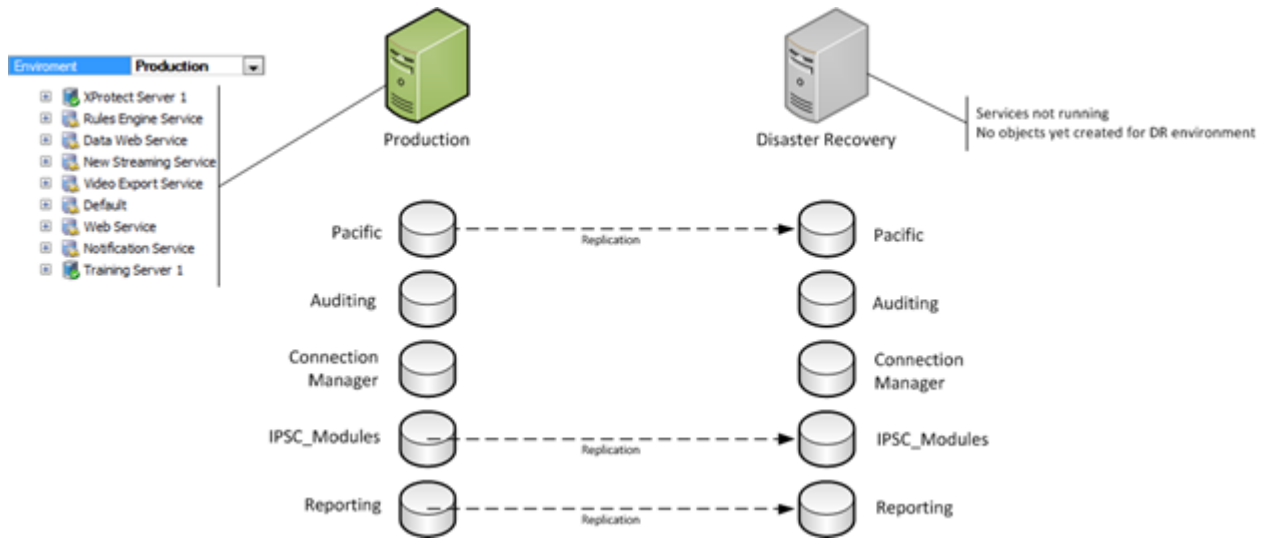 Enviroment Production
XProtect Server 1
Rules Engine Service
Data Web Service
New Streaming Service
Video Export Service
Default
Web Service
Notification Service
Training Server 1
Production
Disaster Recovery
Services not running
No objects yet created for DR environment
Pacific
Replication
Pacific
Auditing
Auditing
Connection
Manager
Connection
Manager
IPSC_Modules
Replication
IPSC_Modules
Reporting
Replication
Reporting